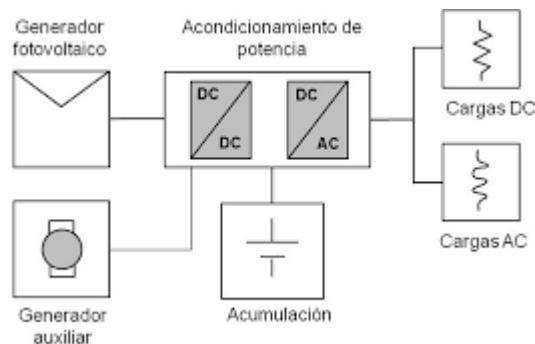 Generador
fotovoltaico
Acondicionamiento de
potencia
DC
DC
DC
AC
Cargas DC
Cargas AC
Generador
auxiliar
Acumulación